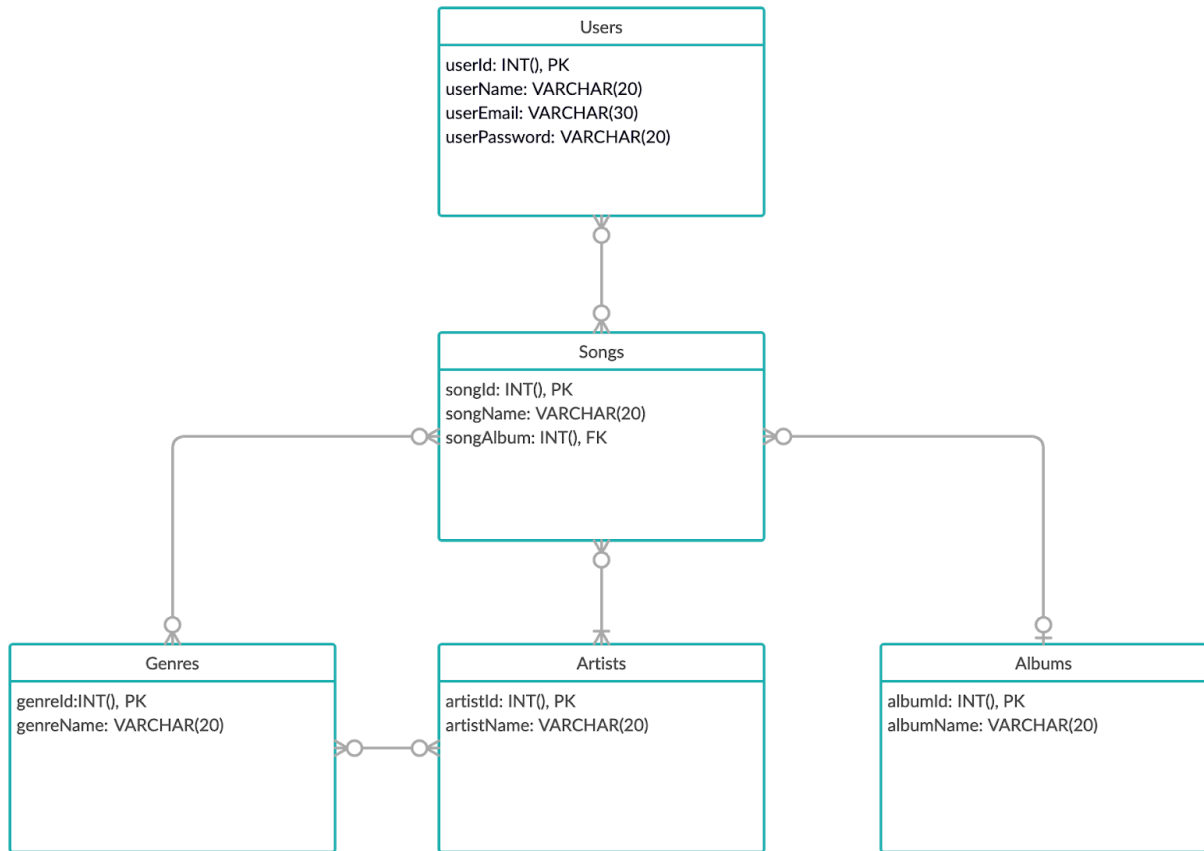 Users
userId: INT(), PK
userName: VARCHAR(20)
userEmail: VARCHAR(30)
userPassword: VARCHAR(20)
Songs
songId: INT(), PK
songName: VARCHAR(20)
songAlbum: INT(), FK
Genres
genreId:INT(), PK
genreName: VARCHAR(20)
Artists
artistId: INT(), PK
artistName: VARCHAR(20)
Albums
albumId: INT(), PK
albumName: VARCHAR(20)